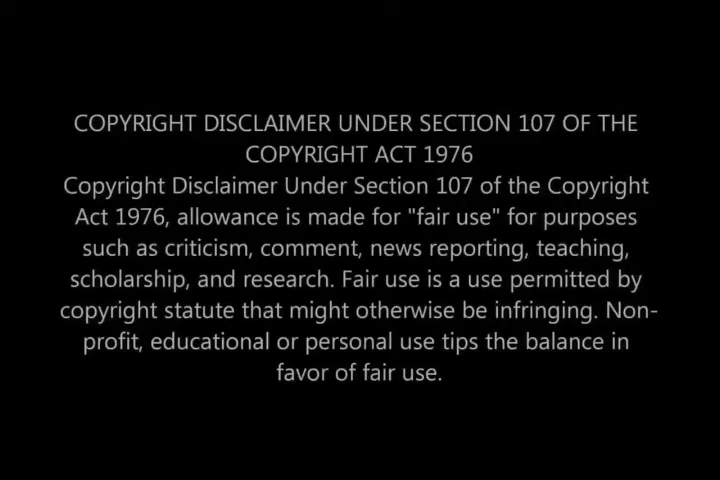 COPYRIGHT DISCLAIMER UNDER SECTION 107 OF THE
COPYRIGHT ACT 1976
Copyright Disclaimer Under Section 107 of the Copyright
Act 1976, allowance is made for "fair use" for purposes
such as criticism, comment, news reporting, teaching,
scholarship, and research. Fair use is a use permitted by
copyright statute that might otherwise be infringing. Non-
profit, educational or personal use tips the balance in
favor of fair use.